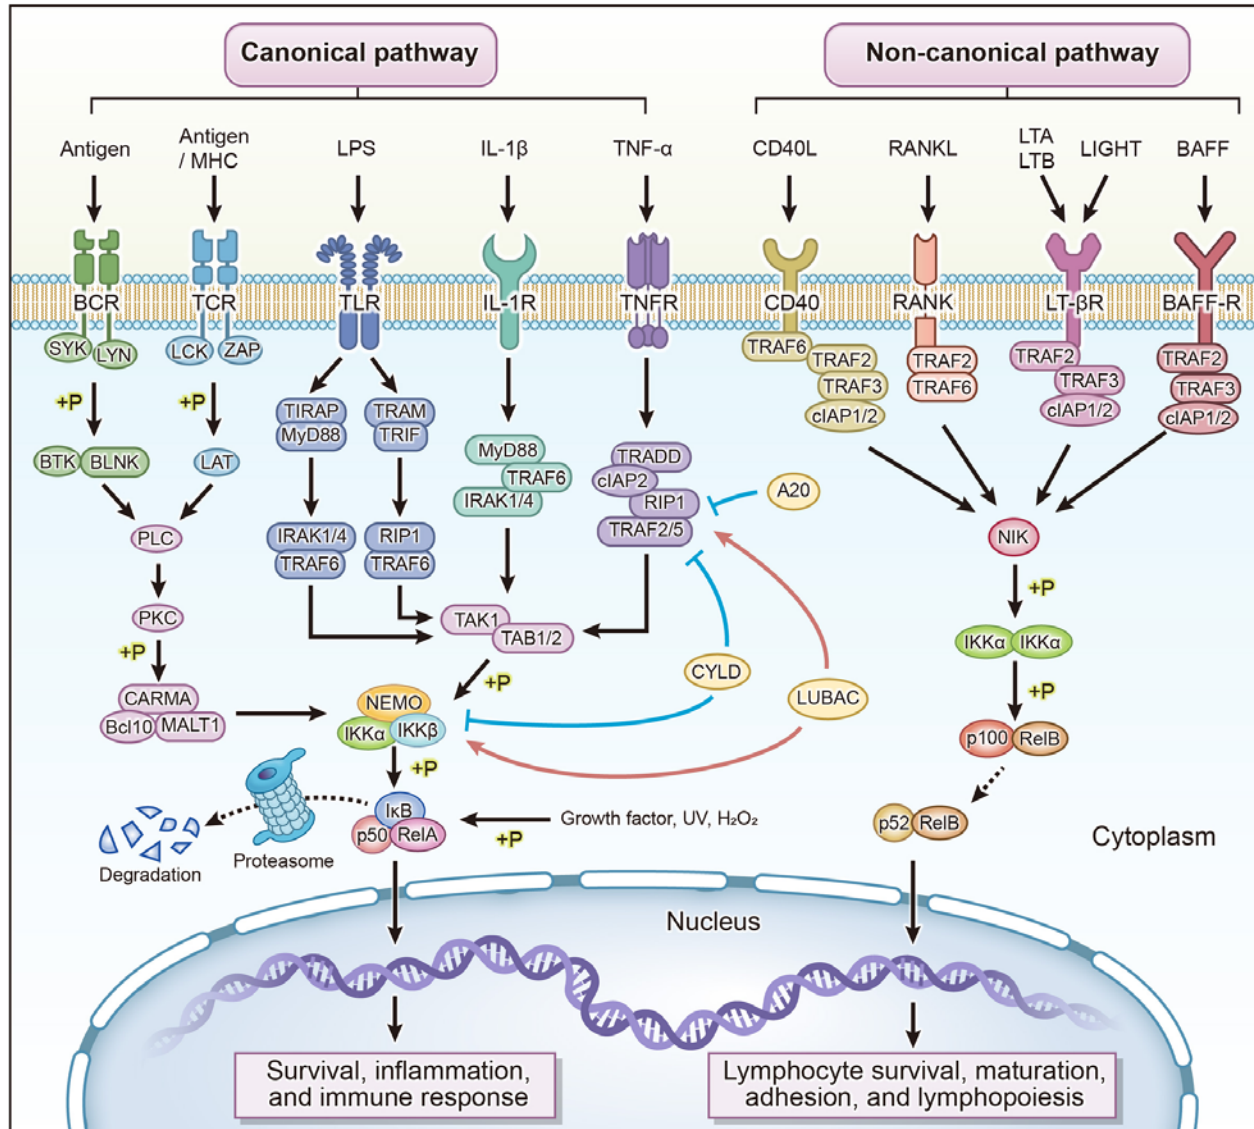 Canonical pathway
Non-canonical pathway
Antigen
Antigen
/ MHC
LPS
IL-1β
TNF-α
CD40L
RANKL
LTA
LTB
LIGHT
BAFF
BCR
TCR
TLR
IL-1R
TNFR
CD40
RANK
LT-βR
BAFF-R
SYK
LYN
LCK
ZAP
TRAF6
TRAF2
TRAF3
cIAP1/2
TRAF2
TRAF6
TRAF2
TRAF3
cIAP1/2
TRAF2
TRAF3
cIAP1/2
+P
+P
TIRAP
MyD88
TRAM
TRIF
BTK
BLNK
LAT
MyD88
TRAF6
IRAK1/4
TRADD
cIAP2
RIP1
TRAF2/5
A20
PLC
IRAK1/4
TRAF6
RIP1
TRAF6
NIK
+P
PKC
TAK1
TAB1/2
+P
+P
IKKα
IKKα
+P
CYLD
LUBAC
CARMA
Bcl10
MALT1
NEMO
IKKα
IKKβ
+P
p100
RelB
IκB
p50
RelA
+P
Growth factor, UV, H₂O₂
p52
RelB
Proteasome
Degradation
Cytoplasm
Nucleus
Survival, inflammation,
and immune response
Lymphocyte survival, maturation,
adhesion, and lymphopoiesis